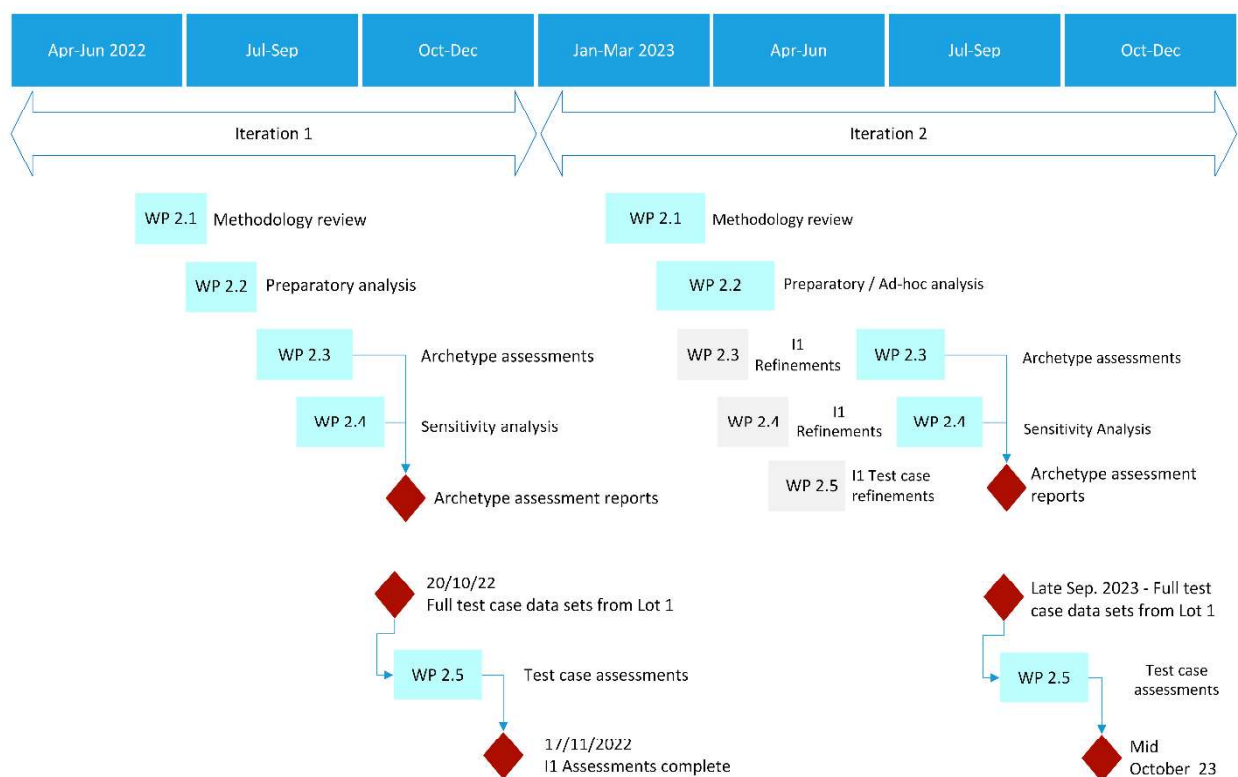 Apr-Jun 2022
Jul-Sep
Oct-Dec
Jan-Mar 2023
Apr-Jun
Jul-Sep
Oct-Dec
Iteration 1
Iteration 2
WP 2.1
Methodology review
WP 2.1
Methodology review
WP 2.2
Preparatory analysis
WP 2.2
Preparatory / Ad-hoc analysis
WP 2.3
Archetype assessments
WP 2.3
I1
Refinements
WP 2.3
Archetype assessments
WP 2.4
Sensitivity analysis
WP 2.4
I1
Refinements
WP 2.4
Sensitivity Analysis
Archetype assessment reports
WP 2.5
I1 Test case
refinements
Archetype assessment
reports
20/10/22
Full test case data sets from Lot 1
Late Sep. 2023 - Full test
case data sets from Lot 1
WP 2.5
Test case assessments
WP 2.5
Test case
assessments
17/11/2022
I1 Assessments complete
Mid
October 23